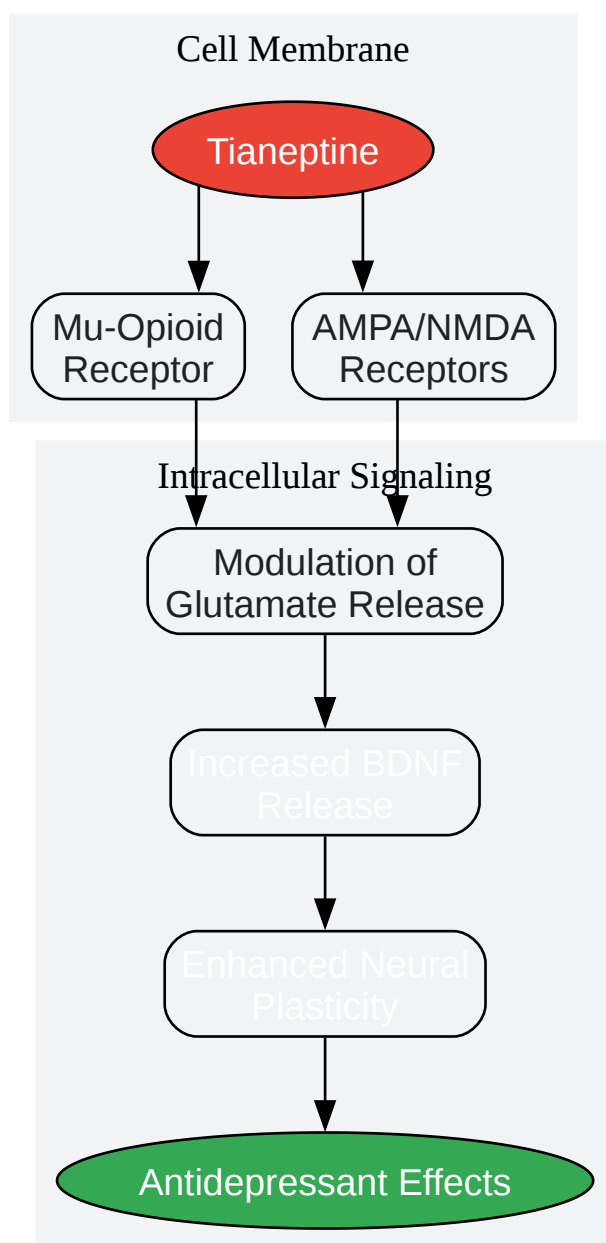 Cell Membrane
Tianeptine
Mu-Opioid
Receptor
AMPA/NMDA
Receptors
Intracellular Signaling
Modulation of
Glutamate Release
Increased BDNF
Release
Enhanced Neural
Plasticity
Antidepressant Effects